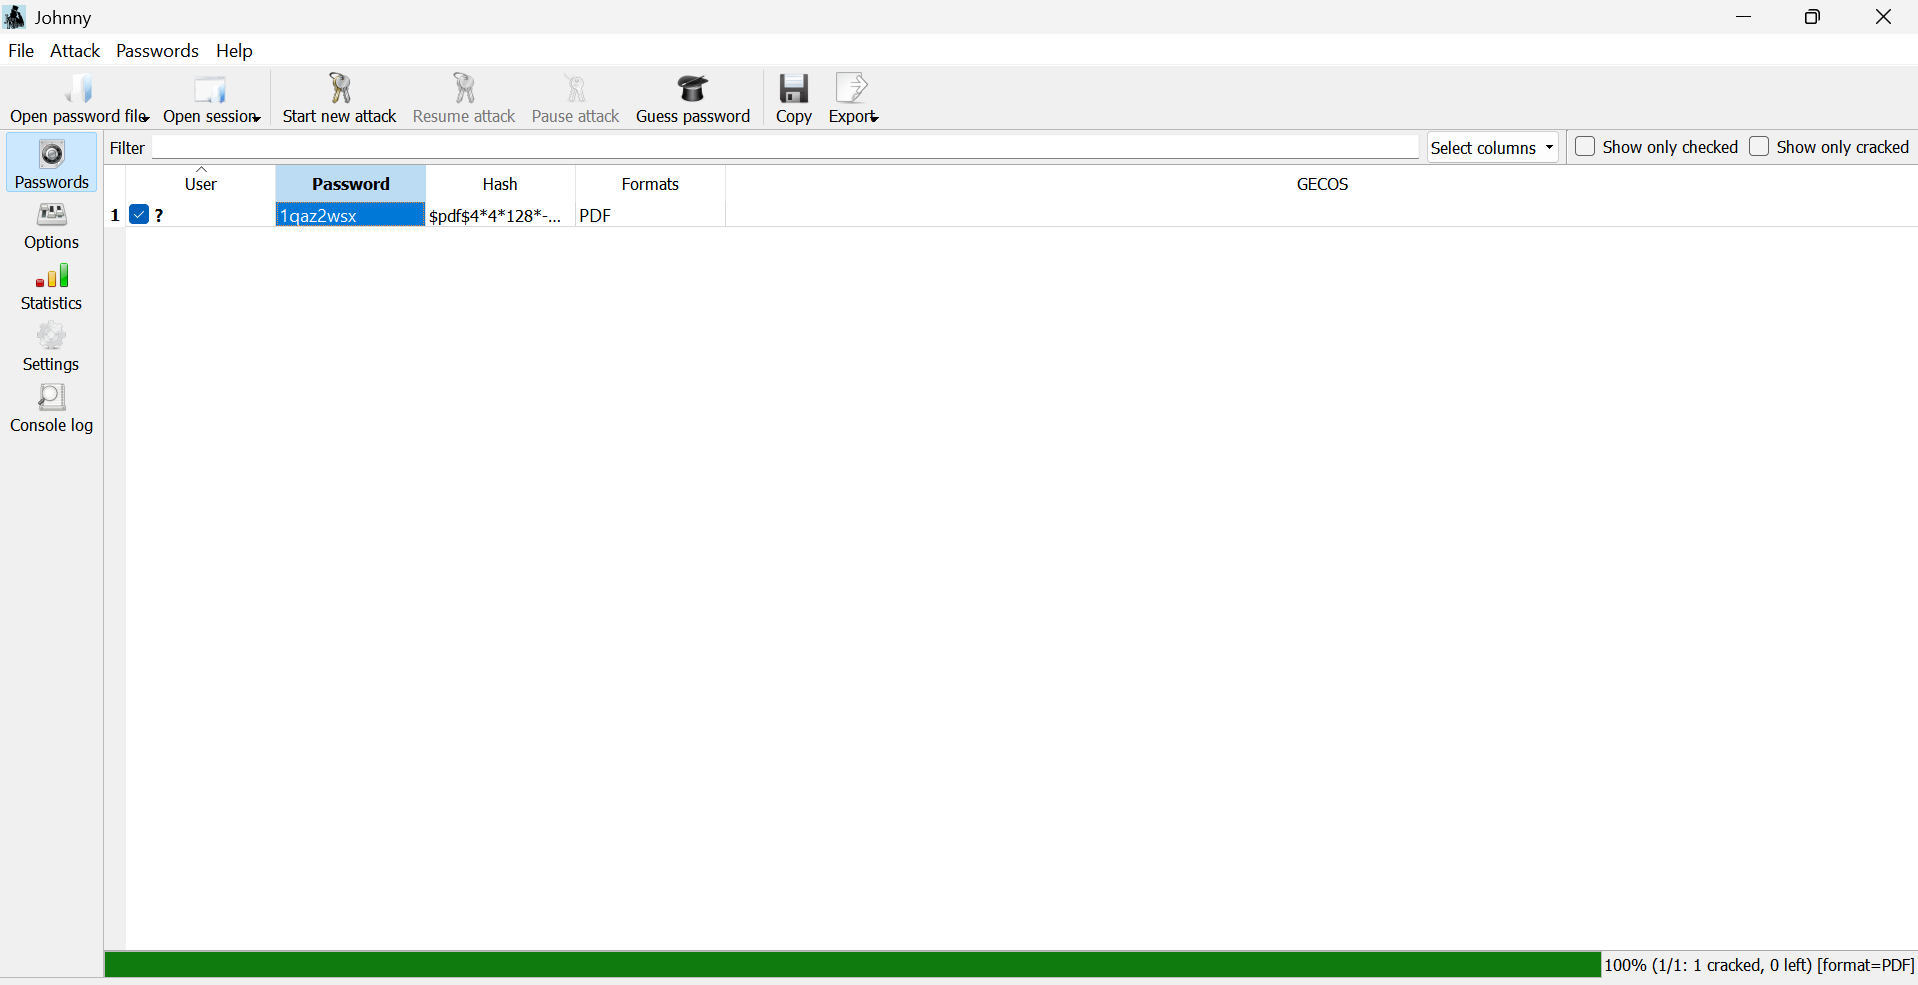 Johnny
File Attack Passwords Help
Open password file Open session Start new attack Resume attack Pause attack Guess password Copy Export
Passwords
Options
Statistics
Settings
Console log
Filter Select columns Show only checked Show only cracked
User Password Hash Formats GECOS
1 ? 1qaz2wsx $pdf$4*4*128*-... PDF
100% (1/1: 1 cracked, 0 left) [format=PDF]